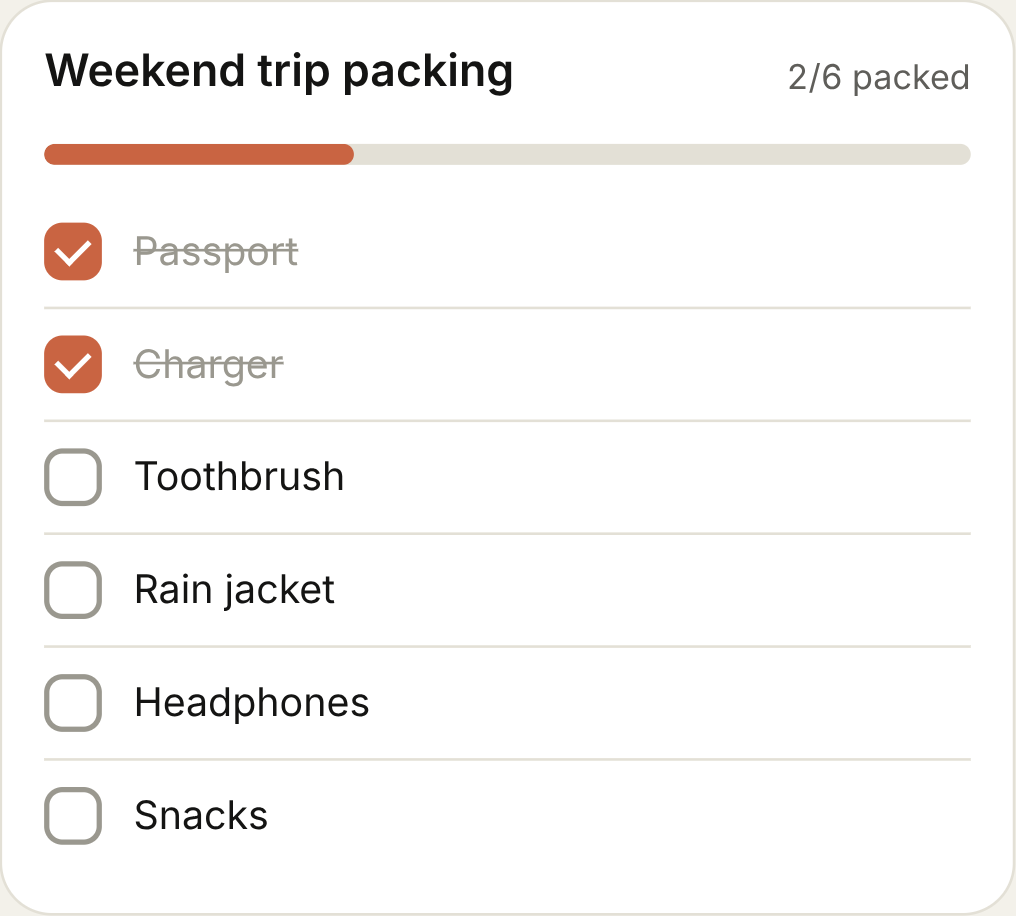 Weekend trip packing
2/6 packed
Passport
Charger
Toothbrush
Rain jacket
Headphones
Snacks